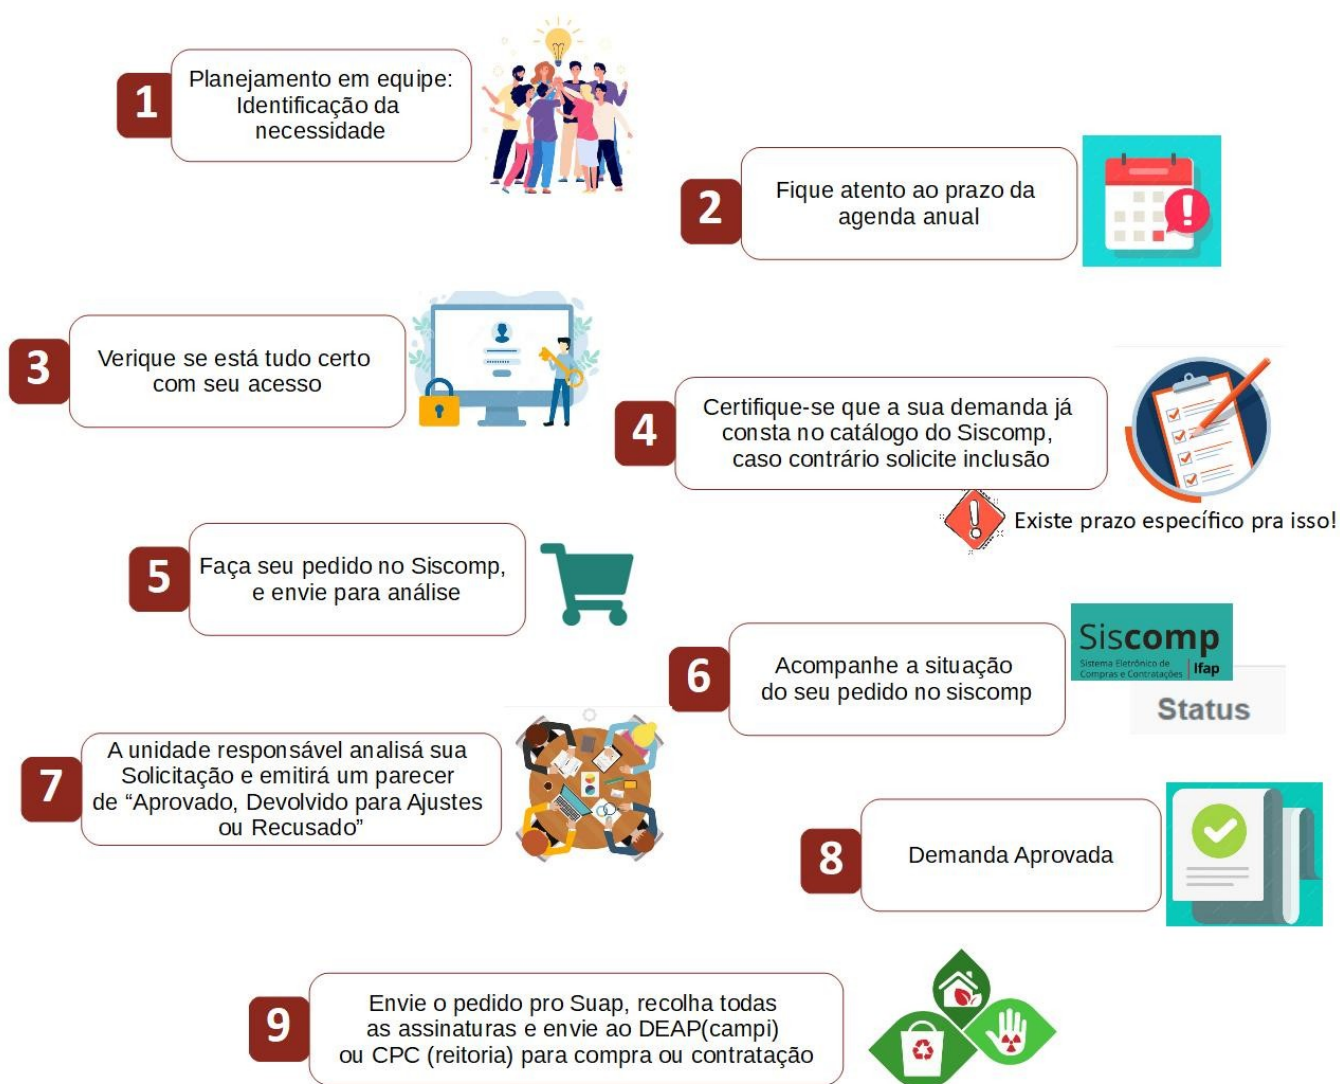 1
Planejamento em equipe:
Identificação da
necessidade
2
Fique atento ao prazo da
agenda anual
3
Verique se está tudo certo
com seu acesso
4
Certifique-se que a sua demanda já
consta no catálogo do Siscomp,
caso contrário solicite inclusão
Existe prazo específico pra isso!
5
Faça seu pedido no Siscomp,
e envie para análise
6
Acompanhe a situação
do seu pedido no siscomp
Siscomp
Sistema Eletrônico de
Compras e Contratações | Ifap
Status
7
A unidade responsável analisá sua
Solicitação e emitirá um parecer
de “Aprovado, Devolvido para Ajustes
ou Recusado”
8
Demanda Aprovada
9
Envie o pedido pro Suap, recolha todas
as assinaturas e envie ao DEAP(campi)
ou CPC (reitoria) para compra ou contratação